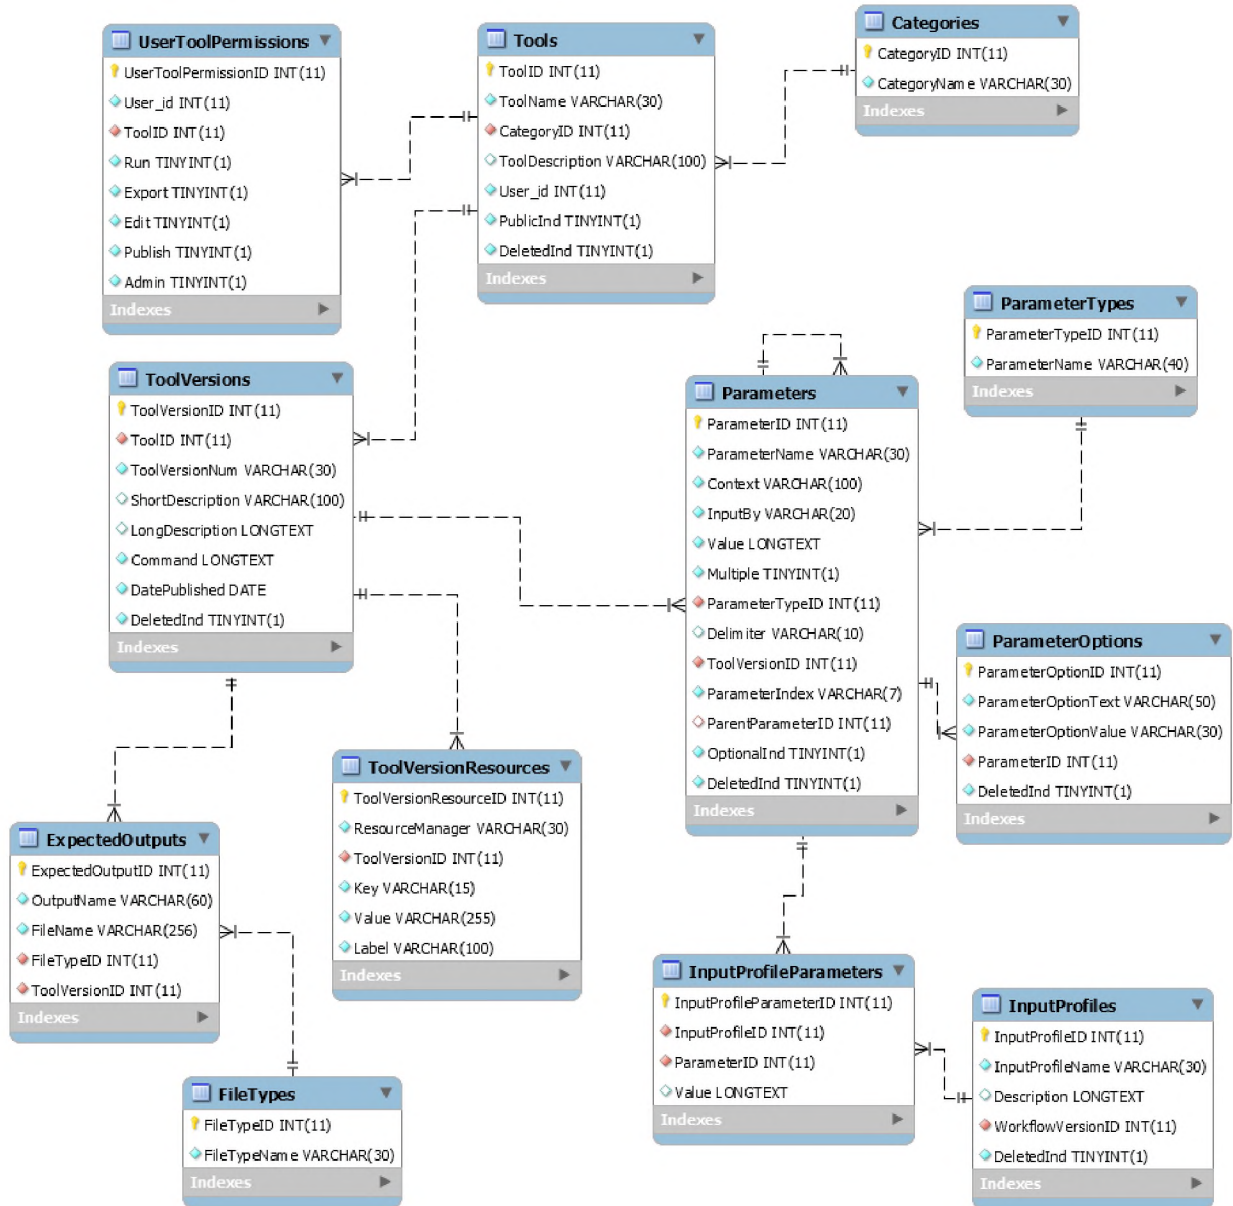 UserToolPermissions
UserToolPermissionID INT(11)
User_id INT(11)
ToolID INT(11)
Run TINYINT(1)
Export TINYINT(1)
Edit TINYINT(1)
Publish TINYINT(1)
Admin TINYINT(1)
Indexes
Tools
ToolID INT(11)
ToolName VARCHAR(30)
CategoryID INT(11)
ToolDescription VARCHAR(100)
User_id INT(11)
PublicInd TINYINT(1)
DeletedInd TINYINT(1)
Indexes
Categories
CategoryID INT(11)
CategoryName VARCHAR(30)
Indexes
ToolVersions
ToolVersionID INT(11)
ToolID INT(11)
ToolVersionNum VARCHAR(30)
ShortDescription VARCHAR(100)
LongDescription LONGTEXT
Command LONGTEXT
DatePublished DATE
DeletedInd TINYINT(1)
Indexes
Parameters
ParameterID INT(11)
ParameterName VARCHAR(30)
Context VARCHAR(100)
InputBy VARCHAR(20)
Value LONGTEXT
Multiple TINYINT(1)
ParameterTypeID INT(11)
Delimiter VARCHAR(10)
ToolVersionID INT(11)
ParameterIndex VARCHAR(7)
ParentParameterID INT(11)
OptionalInd TINYINT(1)
DeletedInd TINYINT(1)
Indexes
ParameterTypes
ParameterTypeID INT(11)
ParameterName VARCHAR(40)
Indexes
ParameterOptions
ParameterOptionID INT(11)
ParameterOptionText VARCHAR(50)
ParameterOptionValue VARCHAR(30)
ParameterID INT(11)
DeletedInd TINYINT(1)
Indexes
ExpectedOutputs
ExpectedOutputID INT(11)
OutputName VARCHAR(60)
FileName VARCHAR(256)
FileTypeID INT(11)
ToolVersionID INT(11)
Indexes
ToolVersionResources
ToolVersionResourceID INT(11)
ResourceManager VARCHAR(30)
ToolVersionID INT(11)
Key VARCHAR(15)
Value VARCHAR(255)
Label VARCHAR(100)
Indexes
FileTypes
FileTypeID INT(11)
FileTypeName VARCHAR(30)
Indexes
InputProfileParameters
InputProfileParameterID INT(11)
InputProfileID INT(11)
ParameterID INT(11)
Value LONGTEXT
Indexes
InputProfiles
InputProfileID INT(11)
InputProfileName VARCHAR(30)
Description LONGTEXT
WorkflowVersionID INT(11)
DeletedInd TINYINT(1)
Indexes